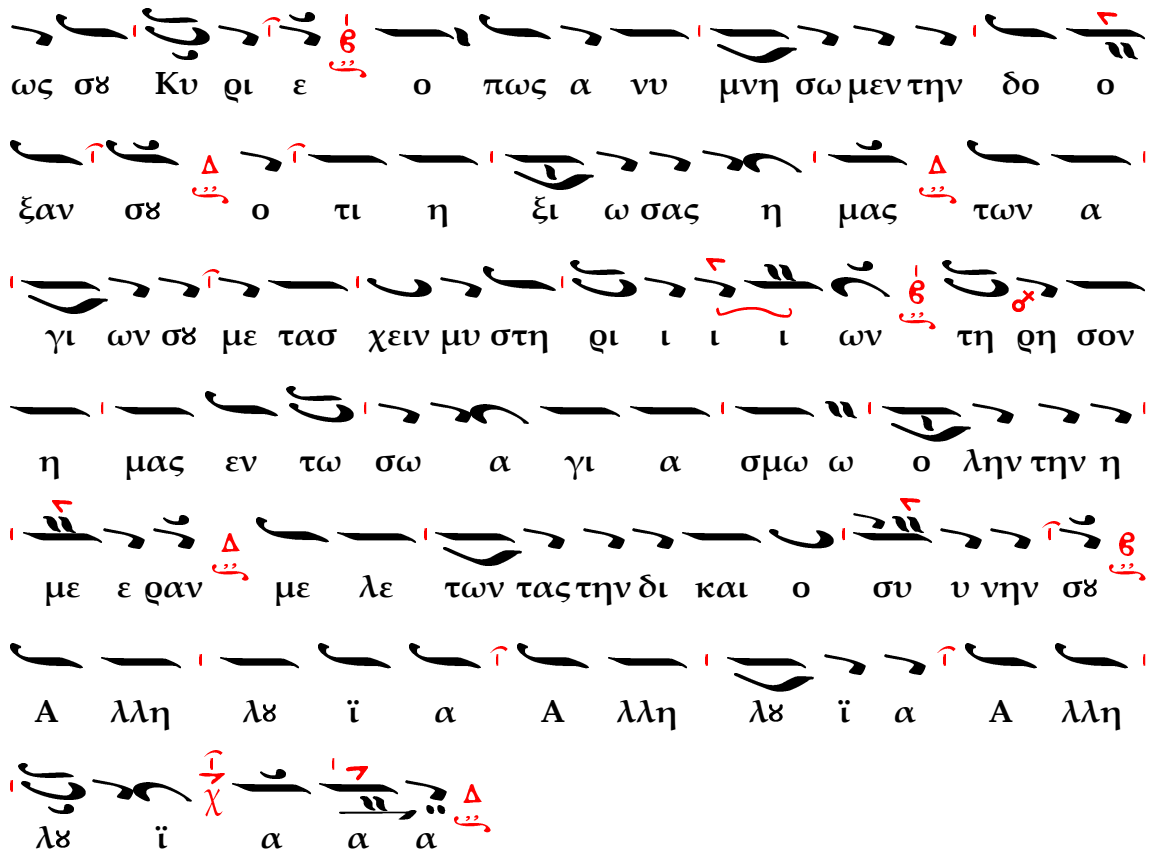 ως σȣ Κυ ρι ε ο πως α νυ μνη σω μεν την δο ο
ξαν σȣ Δ ο τι η ξι ω σας η μας Δ των α
γι ων σȣ με τασ χειν μυ στη ρι ι ι ι ων τη ρη σον
η μας εν τω σω α γι α σμω ω ο λην την η
με ε ραν Δ με λε των τας την δι και ο συ υ νην σȣ
Α λλη λȣ ϊ α Α λλη λȣ ϊ α Α λλη
λȣ ϊ χ α α α Δ